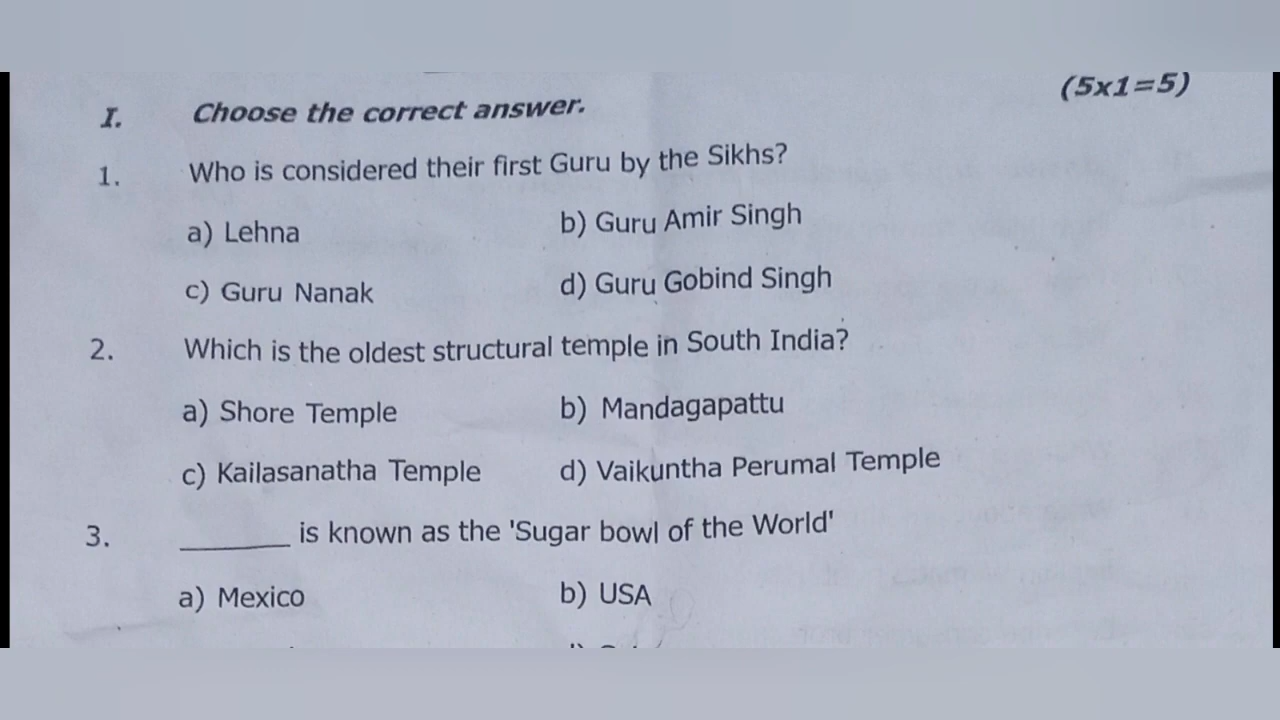 (5x1=5)
I. Choose the correct answer.
1. Who is considered their first Guru by the Sikhs?
a) Lehna b) Guru Amir Singh
c) Guru Nanak d) Guru Gobind Singh
2. Which is the oldest structural temple in South India?
a) Shore Temple b) Mandagapattu
c) Kailasanatha Temple d) Vaikuntha Perumal Temple
3. ________ is known as the 'Sugar bowl of the World'
a) Mexico b) USA